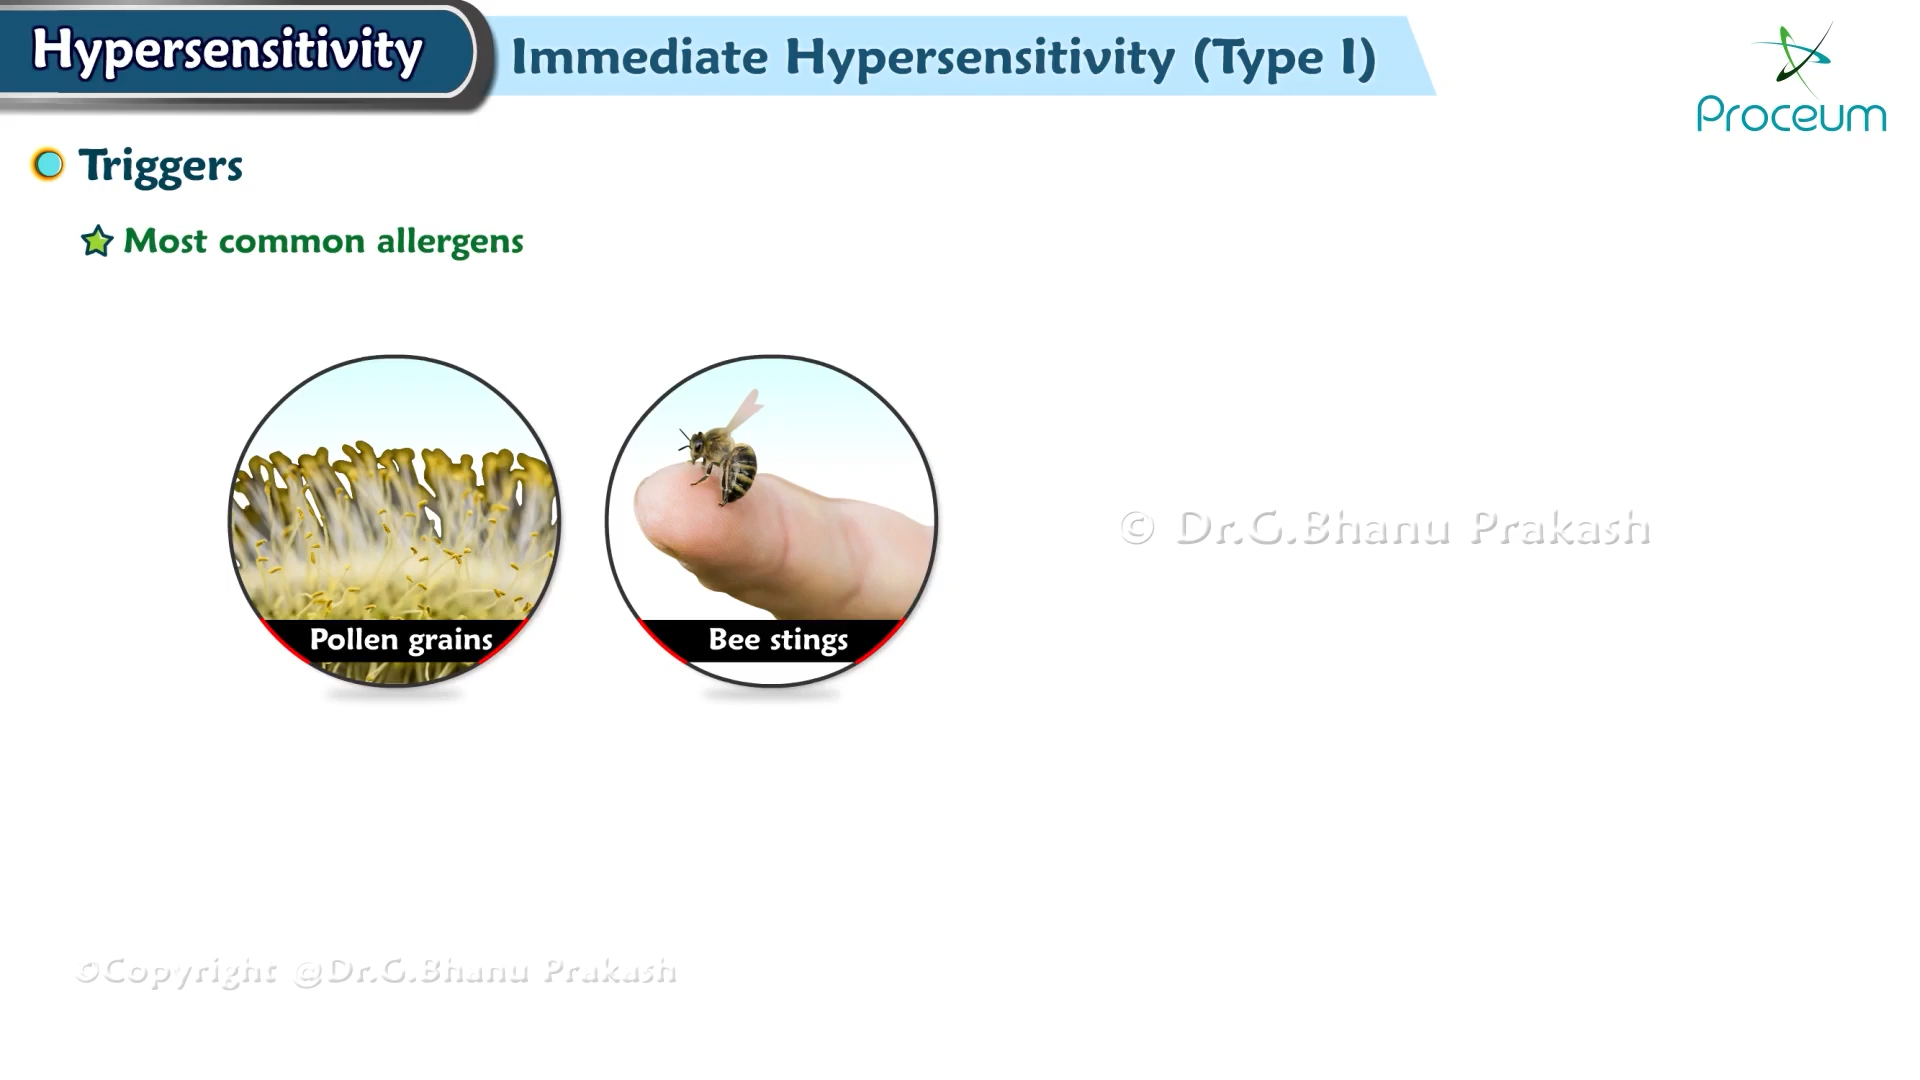 Hypersensitivity
Immediate Hypersensitivity (Type I)
Proceum
Triggers
Most common allergens
Pollen grains
Bee stings
© Dr.G.Bhanu Prakash
©Copyright @Dr.G.Bhanu Prakash